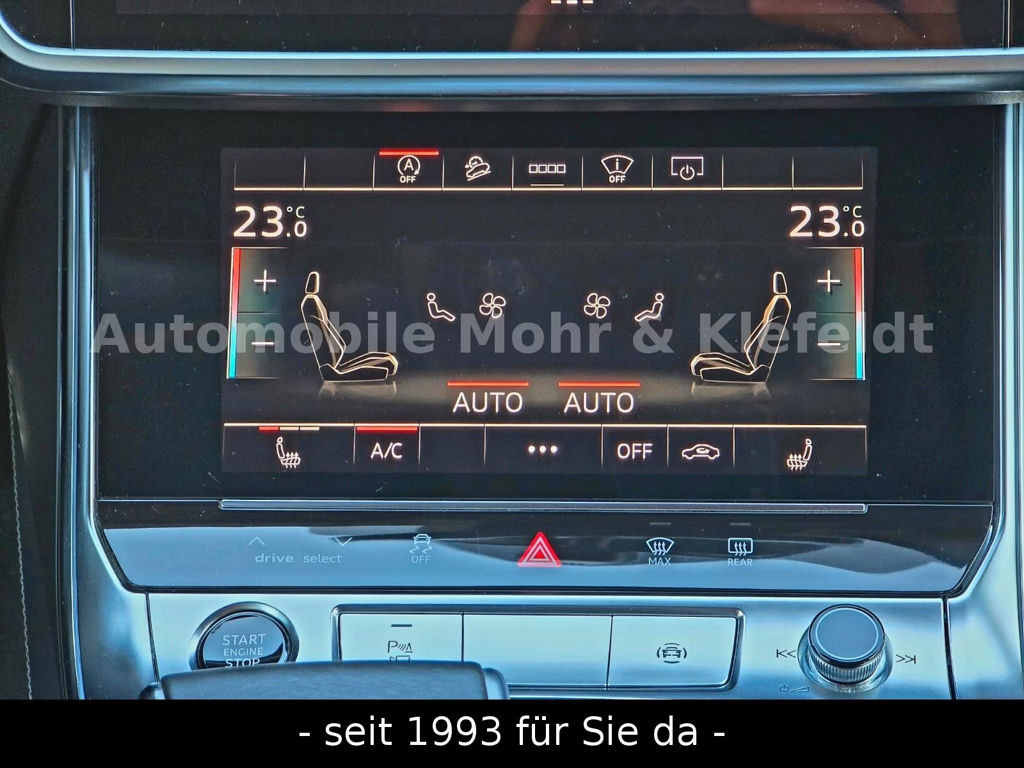 A
OFF
i
OFF
23.0 °C
23.0 °C
+
+
Automobile Mohr & Klefeldt
−
−
AUTO AUTO
A/C ••• OFF
drive select
OFF
MAX
REAR
START
ENGINE
STOP
P
- seit 1993 für Sie da -